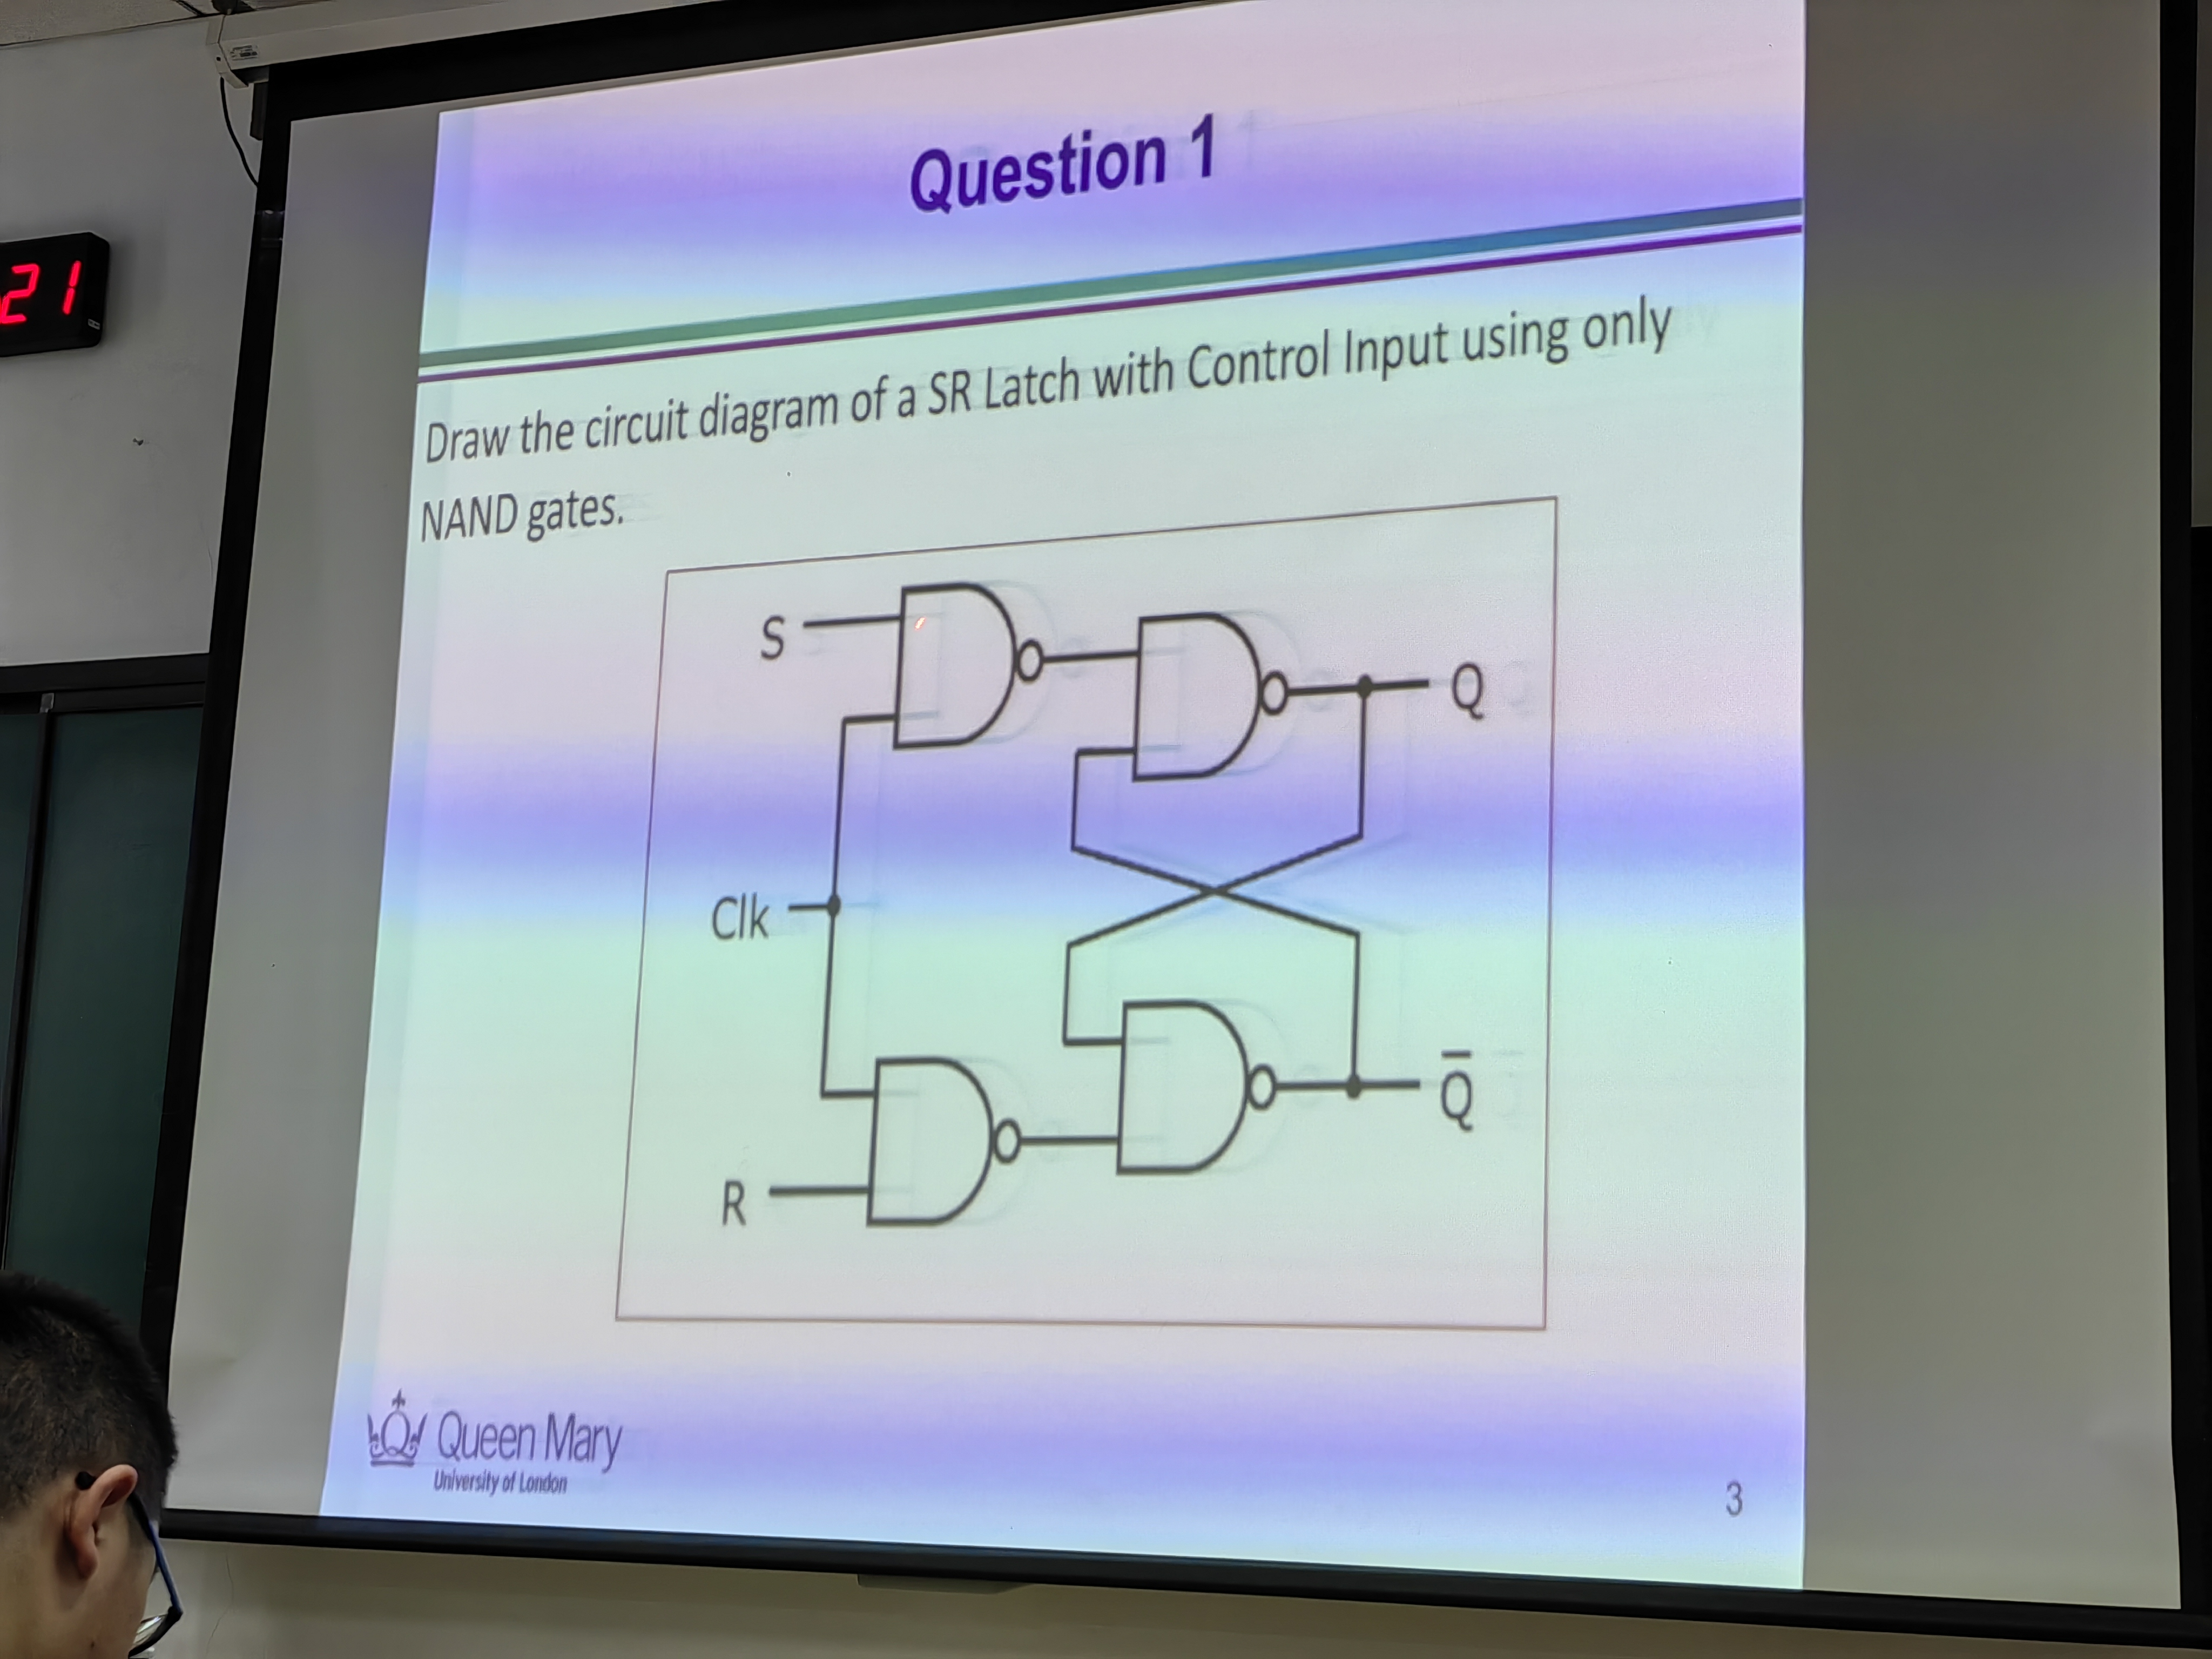 21
Question 1
Draw the circuit diagram of a SR Latch with Control Input using only
NAND gates.
S
Q
Clk
Q̅
R
Queen Mary
University of London
3